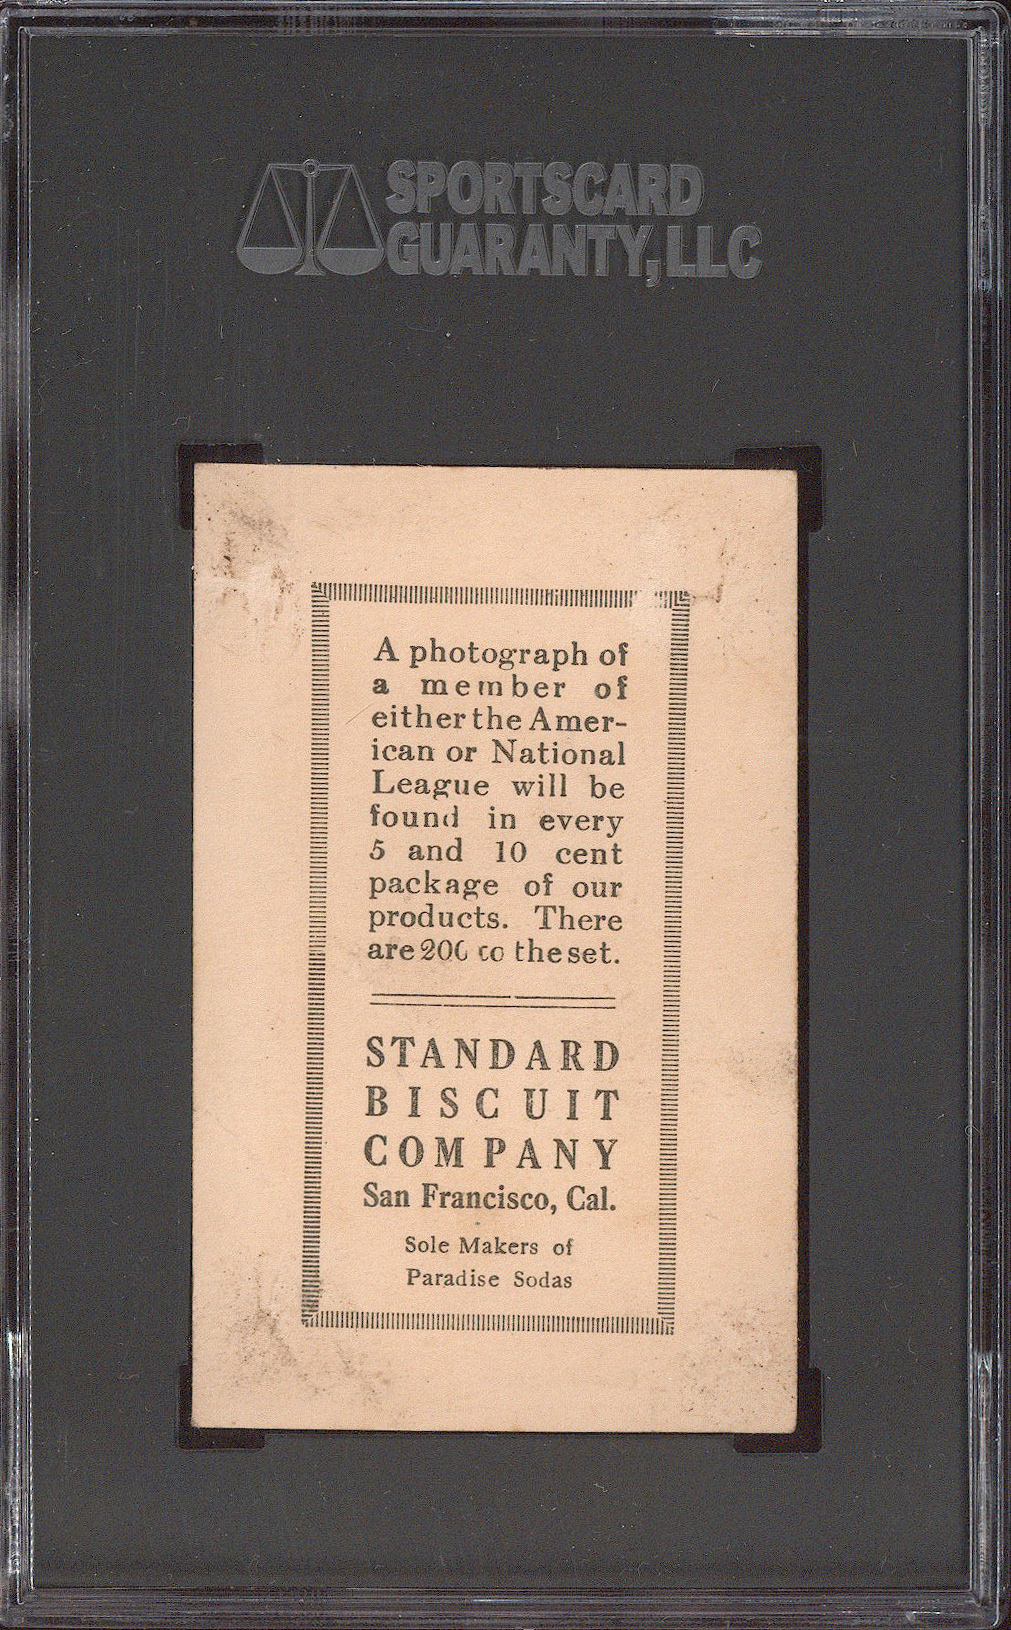 SPORTSCARD
GUARANTY, LLC
A photograph of
a member of
either the Amer-
ican or National
League will be
found in every
5 and 10 cent
package of our
products. There
are 200 to the set.
STANDARD
BISCUIT
COMPANY
San Francisco, Cal.
Sole Makers of
Paradise Sodas